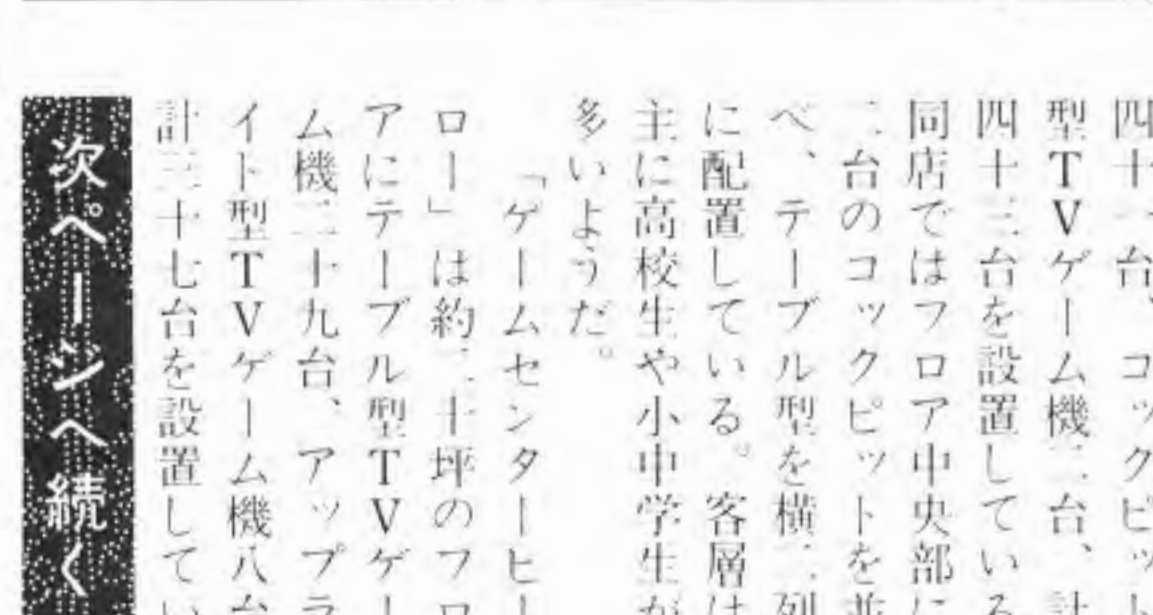 四十一台、コックピット
型TVゲーム機二台、計
四十三台を設置している
同店ではフロア中央部に
二台のコックピットを並
べ、テーブル型を横二列
に配置している。客層は
主に高校生や小中学生が
多いようだ。
「ゲームセンターヒー
ロー」は約二十坪のフロ
アにテーブル型TVゲー
ム機二十九台、アップラ
イト型TVゲーム機八台
計三十七台を設置してい
次ページへ続く